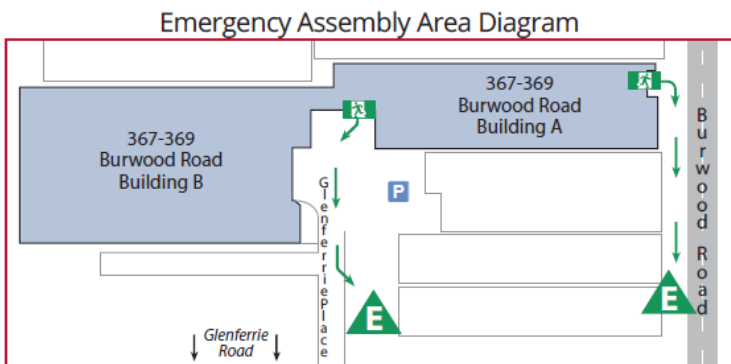 Emergency Assembly Area Diagram
367-369
Burwood Road
Building A
367-369
Burwood Road
Building B
P
Glenferrie Place
Burwood Road
E
E
Glenferrie
Road